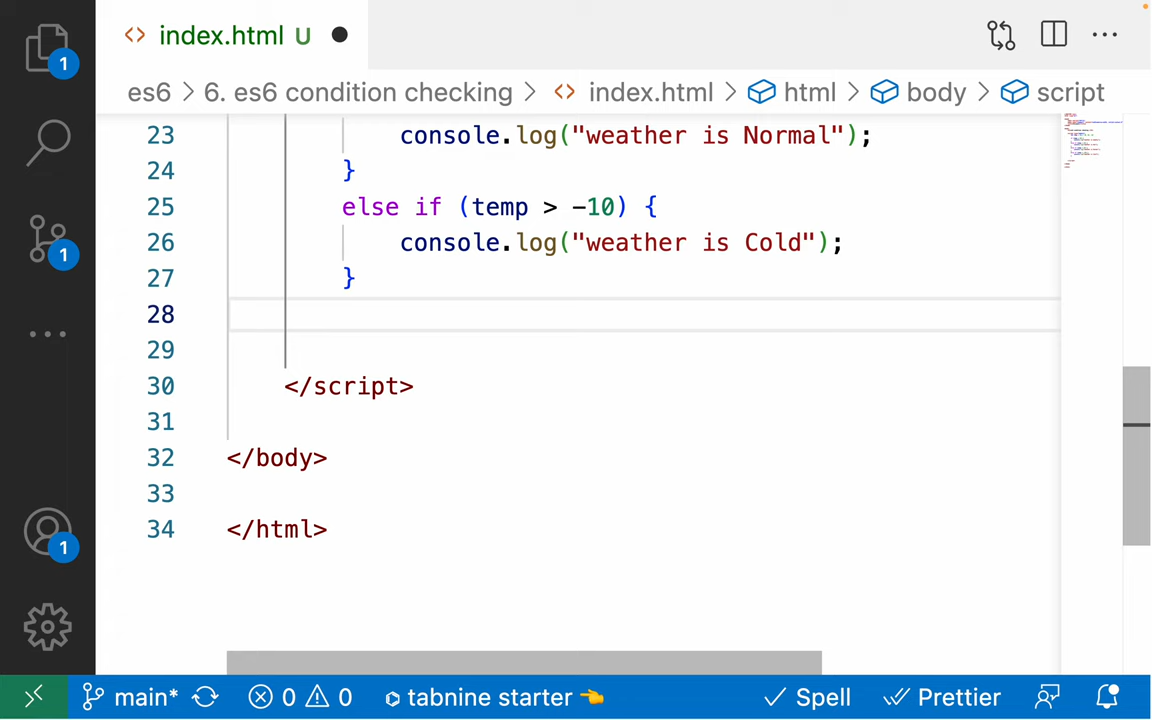 index.html U
es6 > 6. es6 condition checking > index.html > html > body > script
23 console.log("weather is Normal");
24 }
25 else if (temp > -10) {
26 console.log("weather is Cold");
27 }
28
29
30 </script>
31
32 </body>
33
34 </html>
1
1
1
main* 0 0 tabnine starter Spell Prettier